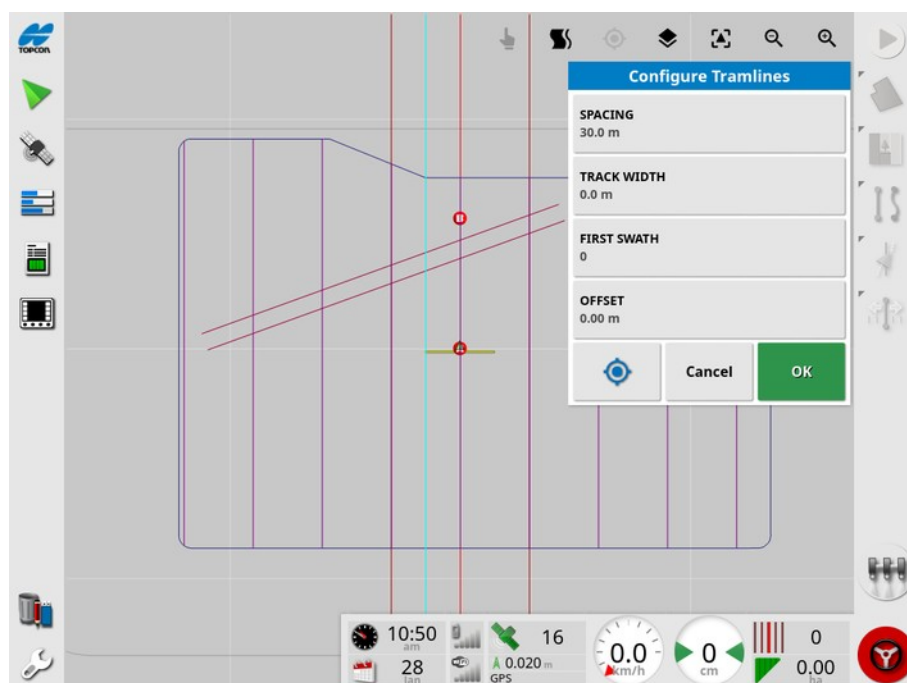 TOPCON
Configure Tramlines
SPACING
30.0 m
TRACK WIDTH
0.0 m
FIRST SWATH
0
OFFSET
0.00 m
Cancel
OK
10:50
am
16
0.0
km/h
0
cm
0
28
Jan
0.020 m
GPS
0.00
ha